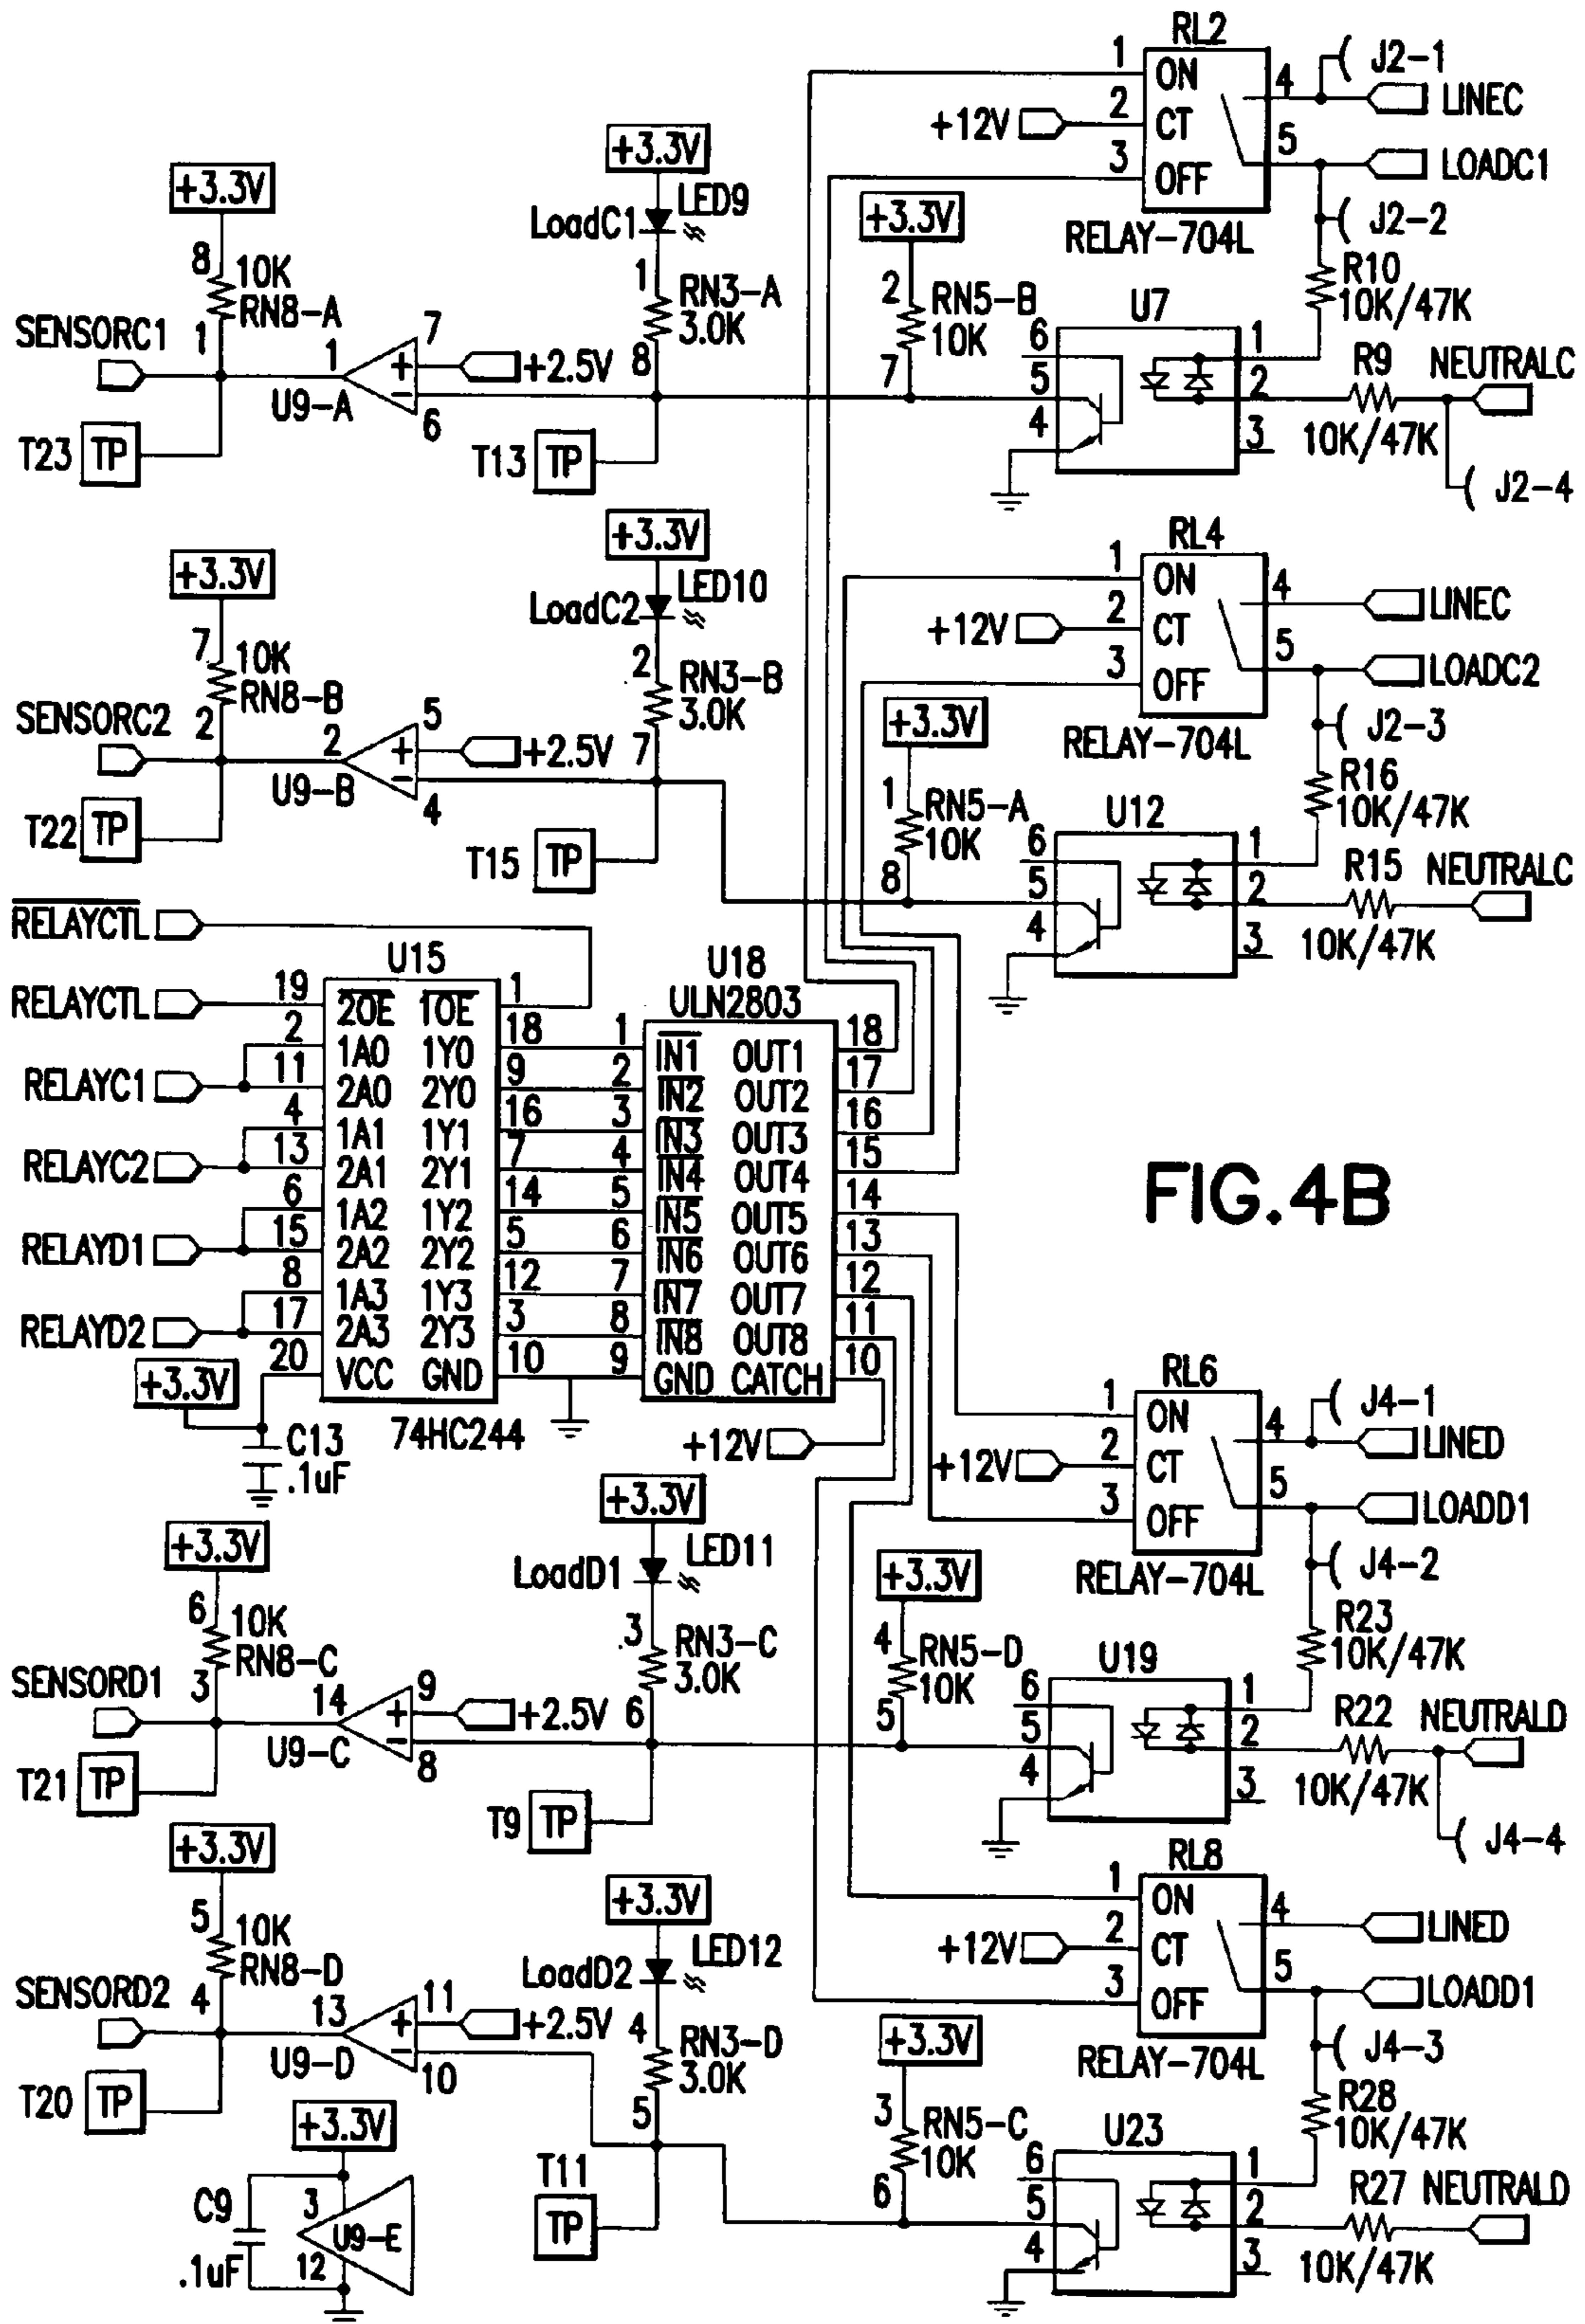 RL2
1 ON 4 J2-1
+12V 2 CT LINEC
3 OFF 5 LOADC1
RELAY-704L J2-2
+3.3V
+3.3V LED9
LoadC1
8 10K
RN8-A
1 RN3-A
3.0K
+3.3V
2 RN5-B
10K
R10
10K/47K
SENSORC1 1 7 +2.5V 8 7
U9-A 6
U7
6 1
5 2 R9 NEUTRALC
4 3 10K/47K
T23 TP T13 TP J2-4
RL4
1 ON 4 LINEC
+12V 2 CT
3 OFF 5 LOADC2
RELAY-704L J2-3
+3.3V
+3.3V LED10
LoadC2
7 10K
RN8-B
2 RN3-B
3.0K
+3.3V
1 RN5-A
10K
R16
10K/47K
SENSORC2 2 2 5 +2.5V 7 8
U9-B 4
U12
6 1
5 2 R15 NEUTRALC
4 3 10K/47K
T22 TP T15 TP
RELAYCTL
U15 U18
ULN2803
RELAYCTL 19 2OE 1OE 1
2 1A0 1Y0 18 1 IN1 OUT1 18
RELAYC1 11 2A0 2Y0 9 2 IN2 OUT2 17
4 1A1 1Y1 16 3 IN3 OUT3 16
RELAYC2 13 2A1 2Y1 7 4 IN4 OUT4 15
6 1A2 1Y2 14 5 IN5 OUT5 14
RELAYD1 15 2A2 2Y2 5 6 IN6 OUT6 13
8 1A3 1Y3 12 7 IN7 OUT7 12
RELAYD2 17 2A3 2Y3 3 8 IN8 OUT8 11
20 VCC GND 10 9 GND CATCH 10
+3.3V 74HC244 +12V
C13
.1uF
FIG.4B
RL6
1 ON 4 J4-1
+12V 2 CT LINED
3 OFF 5 LOADD1
RELAY-704L J4-2
+3.3V
+3.3V LED11
LoadD1
6 10K
RN8-C
3 RN3-C
3.0K
+3.3V
4 RN5-D
10K
R23
10K/47K
SENSORD1 3 14 9 +2.5V 6 5
U9-C 8
U19
6 1
5 2 R22 NEUTRALD
4 3 10K/47K
T21 TP T9 TP J4-4
RL8
1 ON 4 LINED
+12V 2 CT
3 OFF 5 LOADD1
RELAY-704L J4-3
+3.3V
+3.3V LED12
LoadD2
5 10K
RN8-D
4 RN3-D
3.0K
+3.3V
3 RN5-C
10K
R28
10K/47K
SENSORD2 4 13 11 +2.5V 5 6
U9-D 10
U23
6 1
5 2 R27 NEUTRALD
4 3 10K/47K
T20 TP T11 TP
+3.3V
C9 3 U9-E
.1uF 12